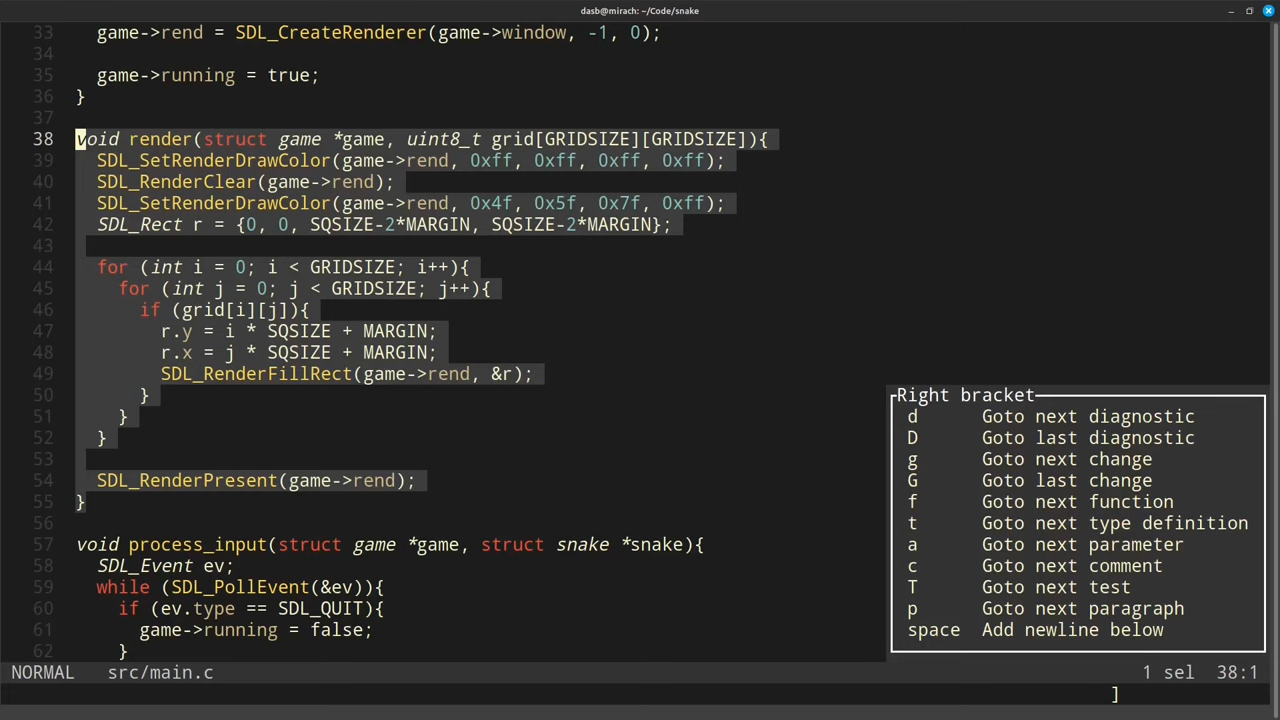 dasb@mirach: ~/Code/snake
33   game->rend = SDL_CreateRenderer(game->window, -1, 0);
34
35   game->running = true;
36 }
37
38 void render(struct game *game, uint8_t grid[GRIDSIZE][GRIDSIZE]){
39   SDL_SetRenderDrawColor(game->rend, 0xff, 0xff, 0xff, 0xff);
40   SDL_RenderClear(game->rend);
41   SDL_SetRenderDrawColor(game->rend, 0x4f, 0x5f, 0x7f, 0xff);
42   SDL_Rect r = {0, 0, SQSIZE-2*MARGIN, SQSIZE-2*MARGIN};
43
44   for (int i = 0; i < GRIDSIZE; i++){
45     for (int j = 0; j < GRIDSIZE; j++){
46       if (grid[i][j]){
47         r.y = i * SQSIZE + MARGIN;
48         r.x = j * SQSIZE + MARGIN;
49         SDL_RenderFillRect(game->rend, &r);
50       }
51     }
52   }
53
54   SDL_RenderPresent(game->rend);
55 }
56
57 void process_input(struct game *game, struct snake *snake){
58   SDL_Event ev;
59   while (SDL_PollEvent(&ev)){
60     if (ev.type == SDL_QUIT){
61       game->running = false;
62     }
Right bracket
d Goto next diagnostic
D Goto last diagnostic
g Goto next change
G Goto last change
f Goto next function
t Goto next type definition
a Goto next parameter
c Goto next comment
T Goto next test
p Goto next paragraph
space Add newline below
NORMAL src/main.c 1 sel 38:1
]